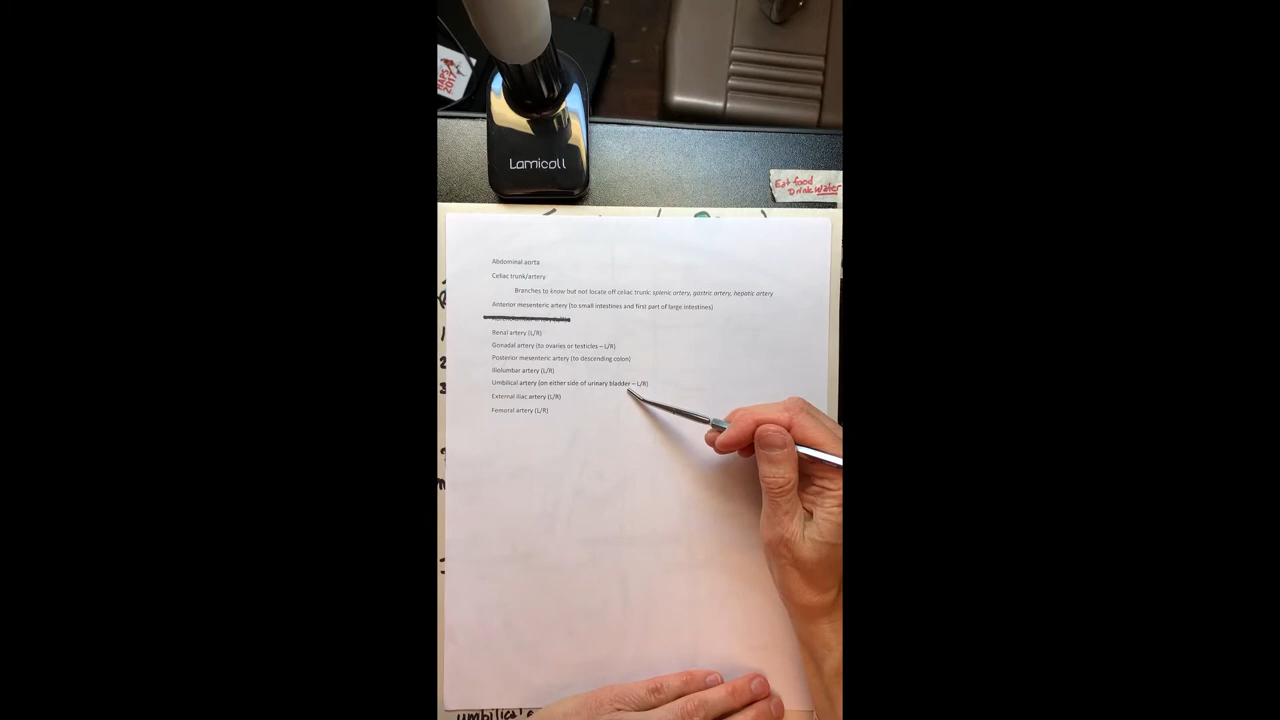 HAPS
2017
Lamicall
Eat food
Drink water
Abdominal aorta
Celiac trunk/artery
Branches to know but not locate off celiac trunk: splenic artery, gastric artery, hepatic artery
Anterior mesenteric artery (to small intestines and first part of large intestines)
Renal artery (L/R)
Gonadal artery (to ovaries or testicles – L/R)
Posterior mesenteric artery (to descending colon)
Iliolumbar artery (L/R)
Umbilical artery (on either side of urinary bladder – L/R)
External iliac artery (L/R)
Femoral artery (L/R)